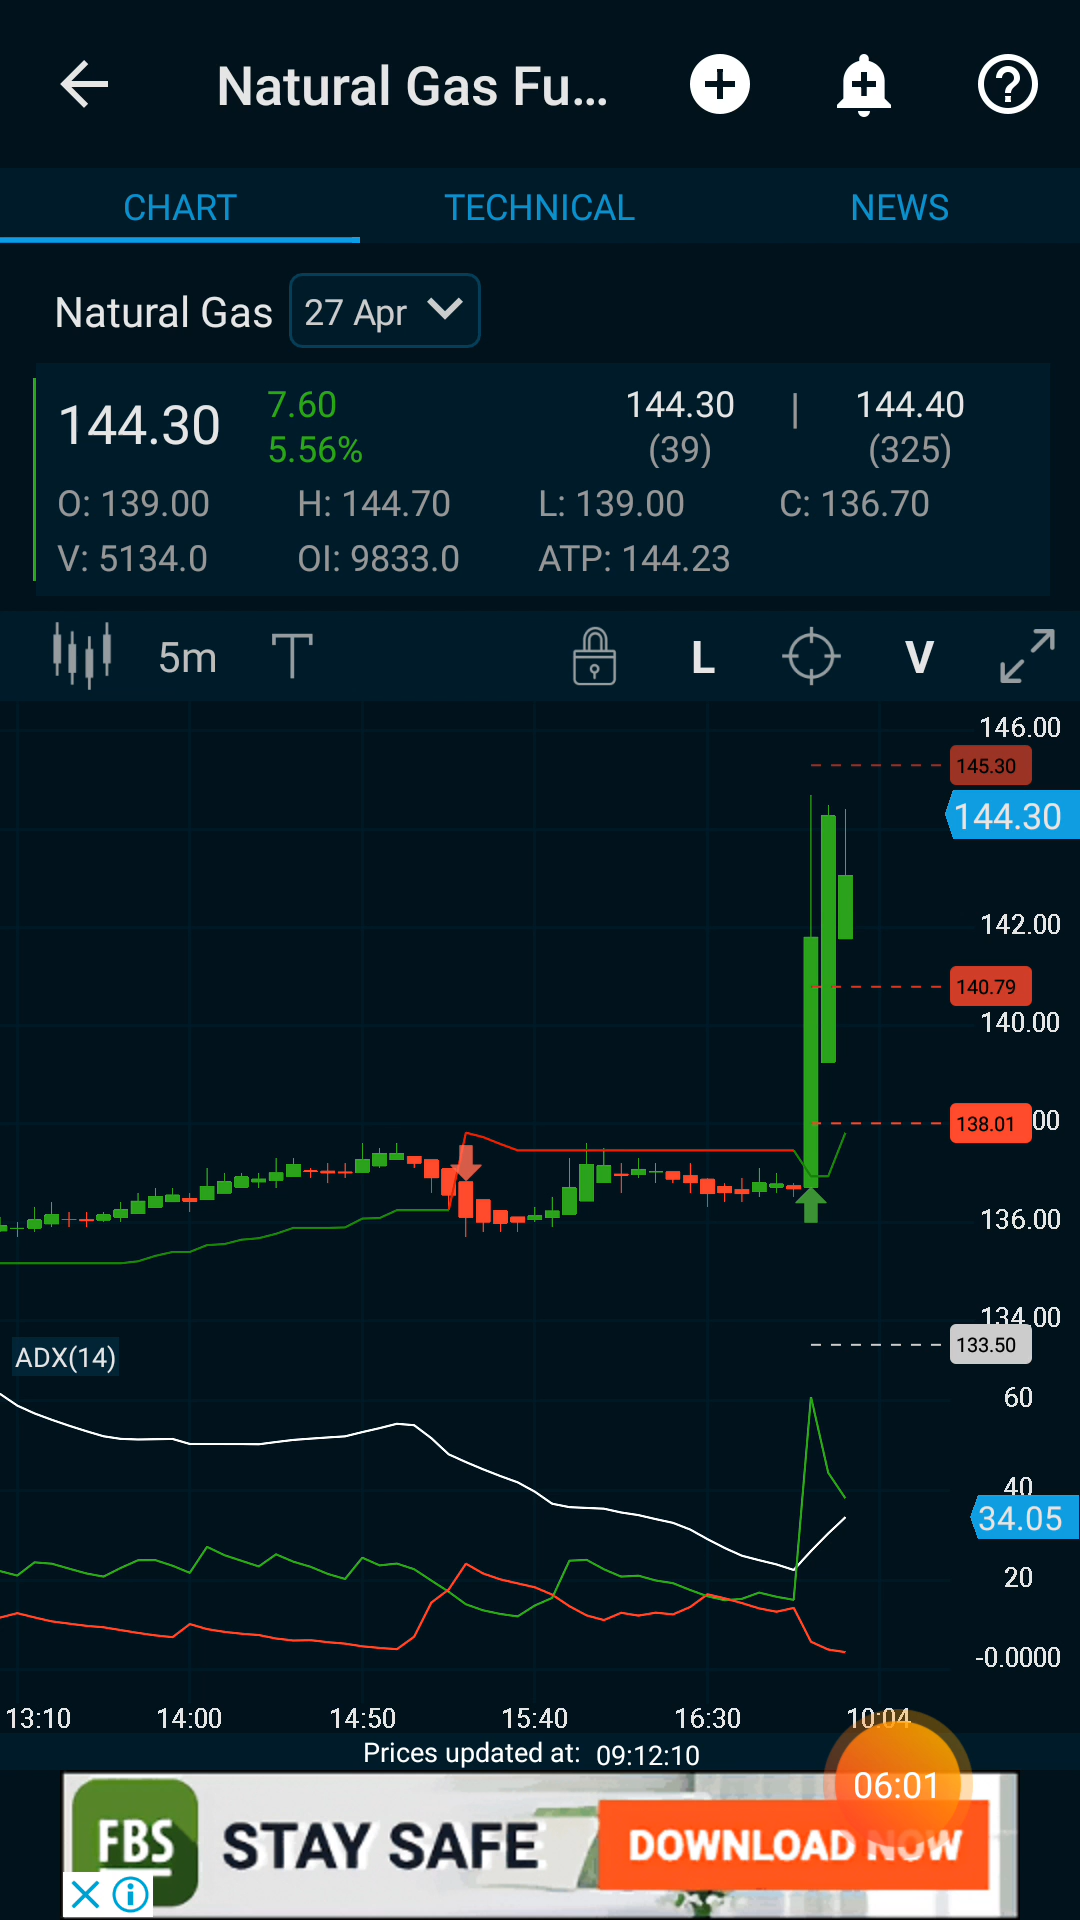 Natural Gas Fu...
CHART TECHNICAL NEWS
Natural Gas 27 Apr
144.30 7.60 144.30 | 144.40
5.56% (39) (325)
O: 139.00 H: 144.70 L: 139.00 C: 136.70
V: 5134.0 OI: 9833.0 ATP: 144.23
5m T L V
146.00
145.30
144.30
142.00
140.79
140.00
138.01 00
136.00
134.00
133.50
ADX(14)
60
40
34.05
20
-0.0000
13:10 14:00 14:50 15:40 16:30 10:04
Prices updated at: 09:12:10
06:01
FBS STAY SAFE DOWNLOAD NOW